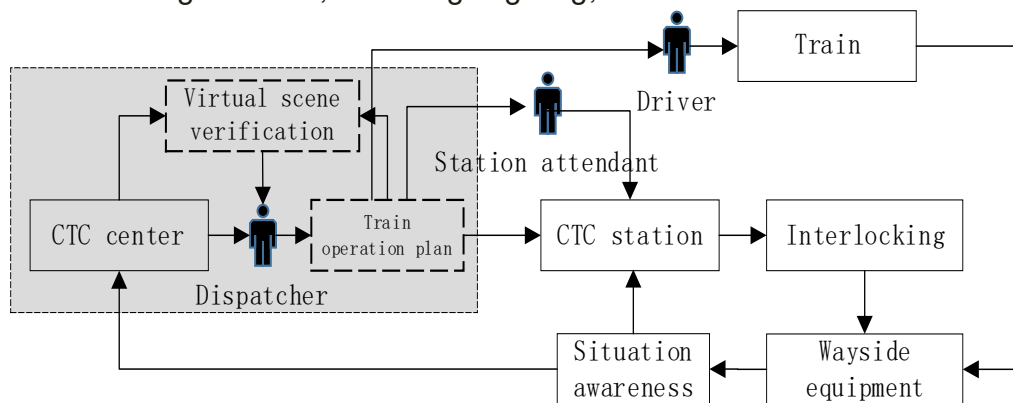 Train
Driver
Virtual scene
verification
Station attendant
CTC center
Dispatcher
Train
operation plan
CTC station
Interlocking
Situation
awareness
Wayside
equipment